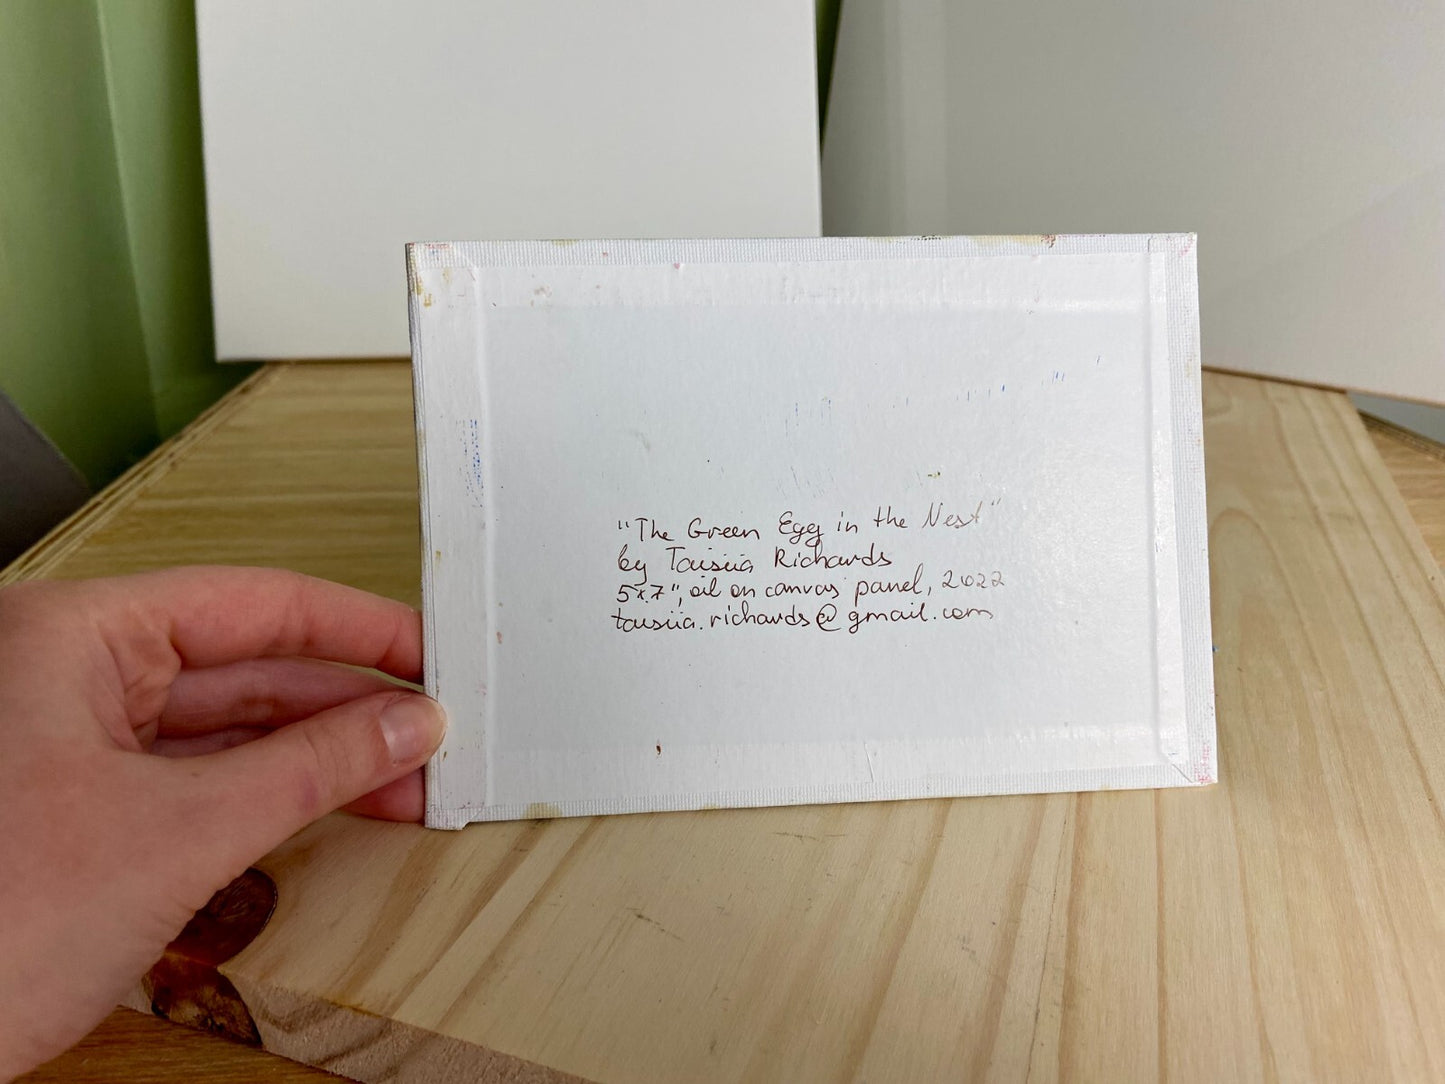 "The Green Egg in the Nest"
by Taisiia Richards
5x7", oil on canvas panel, 2022
taisiia.richards@gmail.com